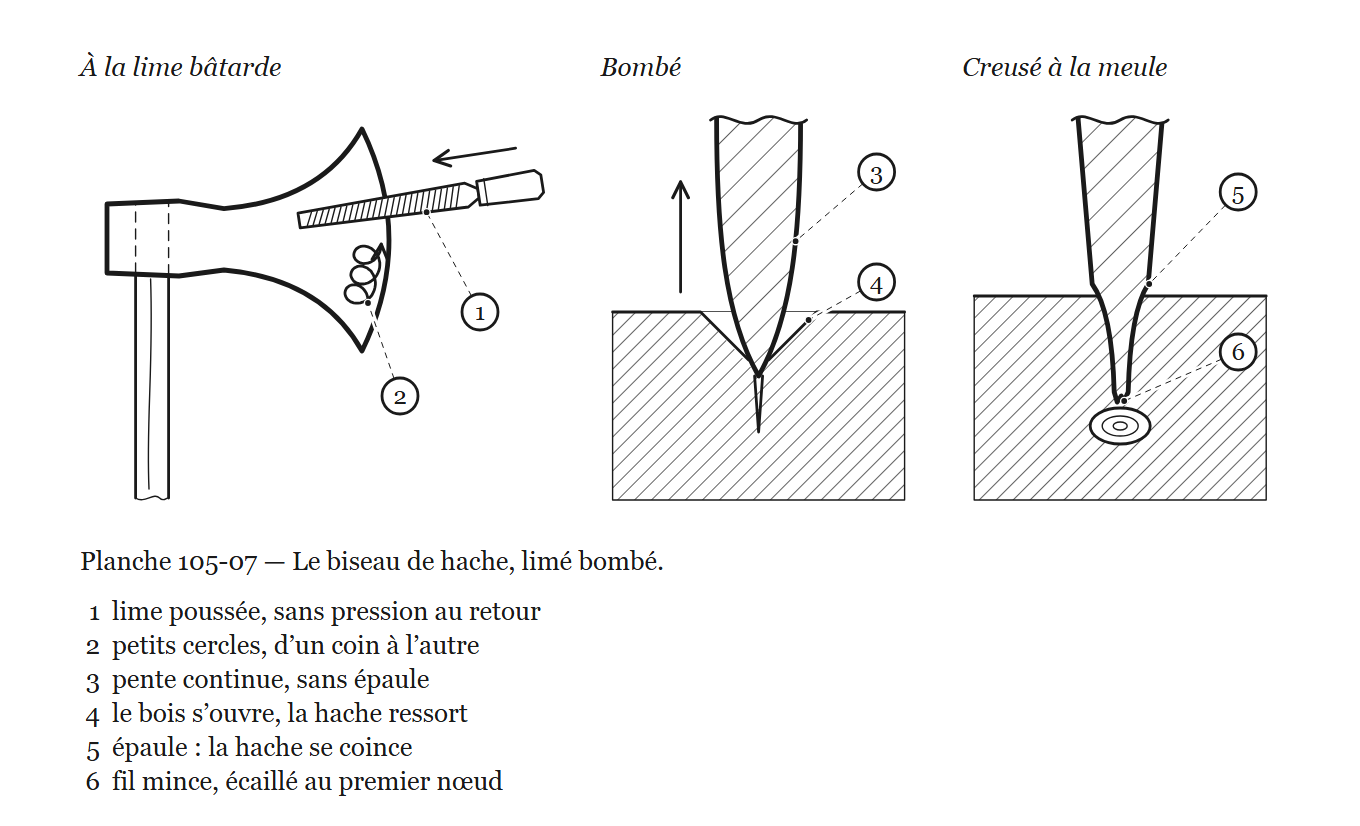 À la lime bâtarde
Bombé
Creusé à la meule
1
2
3
4
5
6
Planche 105-07 — Le biseau de hache, limé bombé.
1 lime poussée, sans pression au retour
2 petits cercles, d’un coin à l’autre
3 pente continue, sans épaule
4 le bois s’ouvre, la hache ressort
5 épaule : la hache se coince
6 fil mince, écaillé au premier nœud